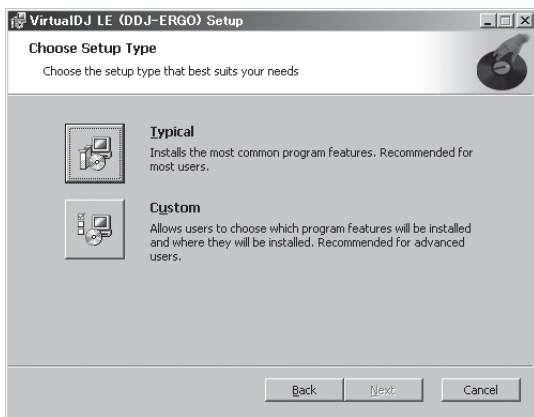 VirtualDJ LE (DDJ-ERGO) Setup
Choose Setup Type
Choose the setup type that best suits your needs
Typical
Installs the most common program features. Recommended for
most users.
Custom
Allows users to choose which program features will be installed
and where they will be installed. Recommended for advanced
users.
Back
Next
Cancel